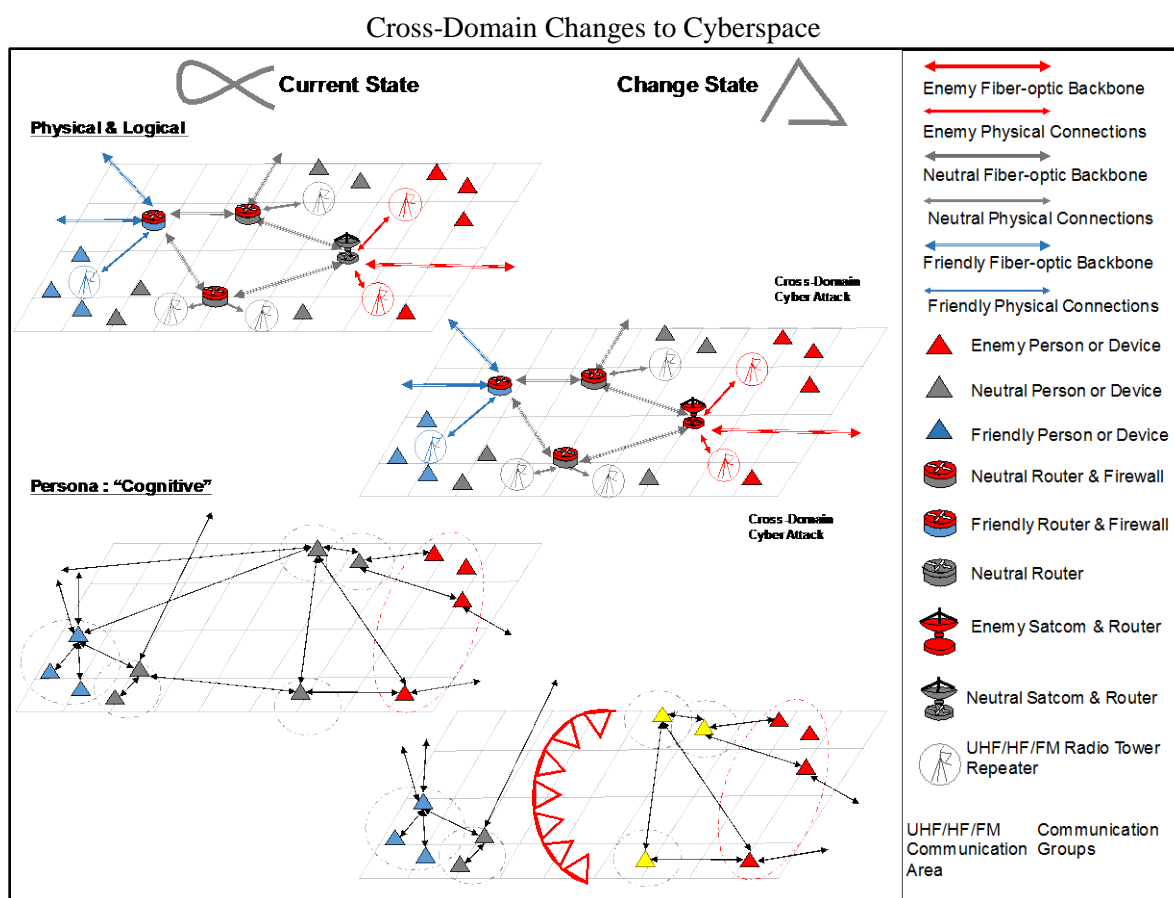 Cross-Domain Changes to Cyberspace
Current State
Change State
Physical & Logical
Cross-Domain
Cyber Attack
Persona : “Cognitive”
Cross-Domain
Cyber Attack
Enemy Fiber-optic Backbone
Enemy Physical Connections
Neutral Fiber-optic Backbone
Neutral Physical Connections
Friendly Fiber-optic Backbone
Friendly Physical Connections
Enemy Person or Device
Neutral Person or Device
Friendly Person or Device
Neutral Router & Firewall
Friendly Router & Firewall
Neutral Router
Enemy Satcom & Router
Neutral Satcom & Router
UHF/HF/FM Radio Tower
Repeater
UHF/HF/FM
Communication
Area
Communication
Groups